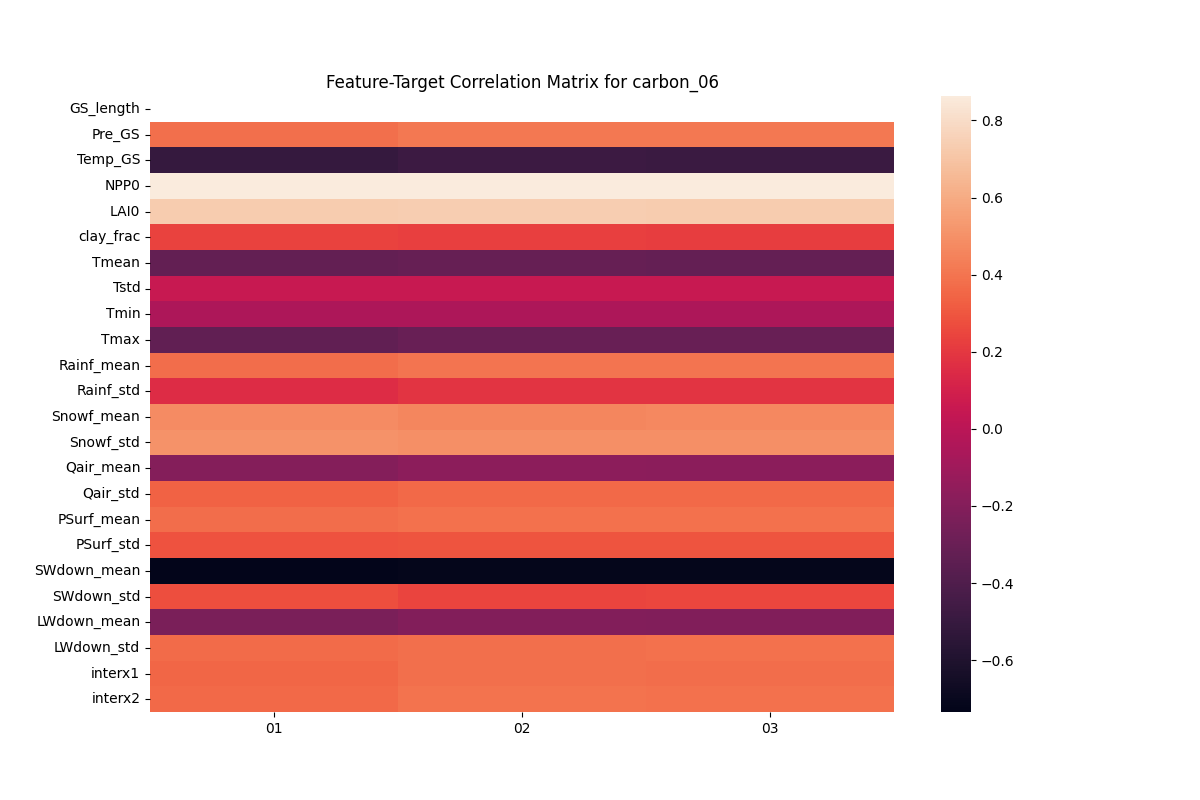 Feature-Target Correlation Matrix for carbon_06
GS_length
Pre_GS
Temp_GS
NPP0
LAI0
clay_frac
Tmean
Tstd
Tmin
Tmax
Rainf_mean
Rainf_std
Snowf_mean
Snowf_std
Qair_mean
Qair_std
PSurf_mean
PSurf_std
SWdown_mean
SWdown_std
LWdown_mean
LWdown_std
interx1
interx2
01 02 03
0.8
0.6
0.4
0.2
0.0
−0.2
−0.4
−0.6